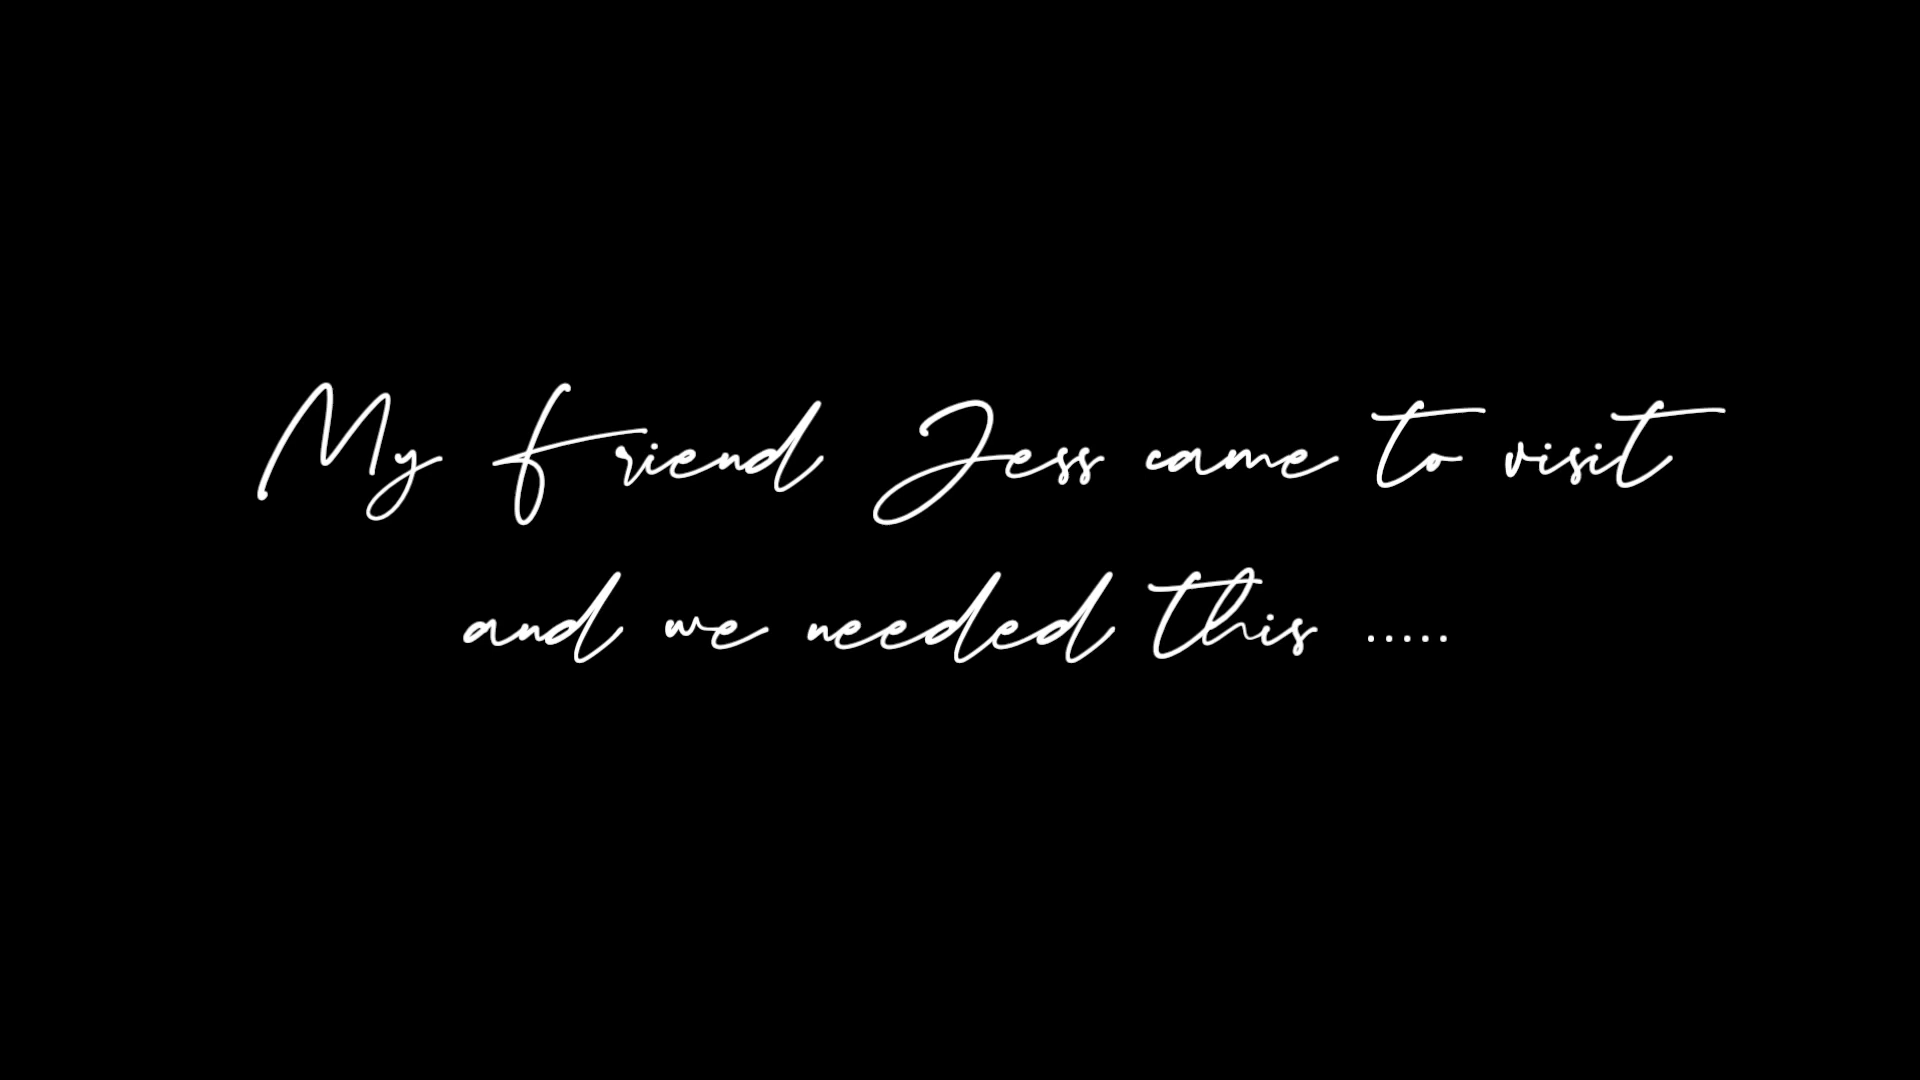 My friend Jess came to visit
and we needed this .....